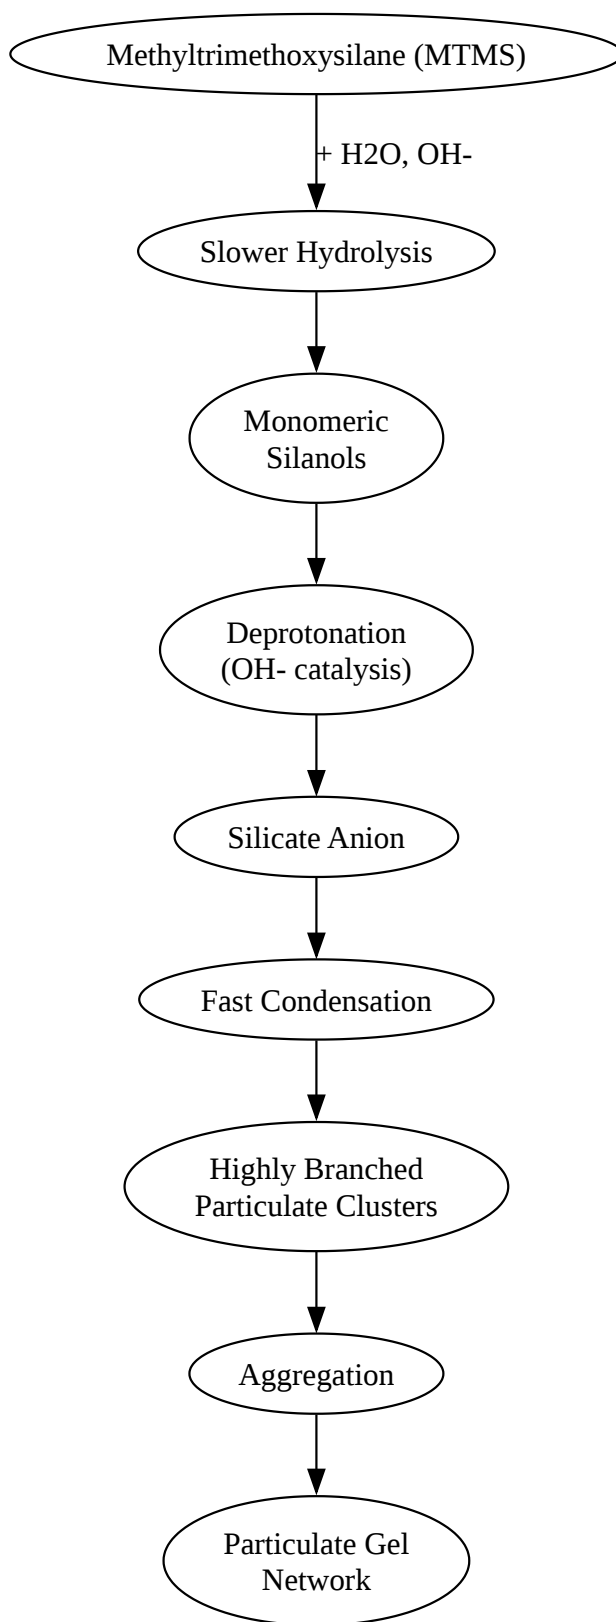 Methyltrimethoxysilane (MTMS)
+ H2O, OH-
Slower Hydrolysis
Monomeric
Silanols
Deprotonation
(OH- catalysis)
Silicate Anion
Fast Condensation
Highly Branched
Particulate Clusters
Aggregation
Particulate Gel
Network